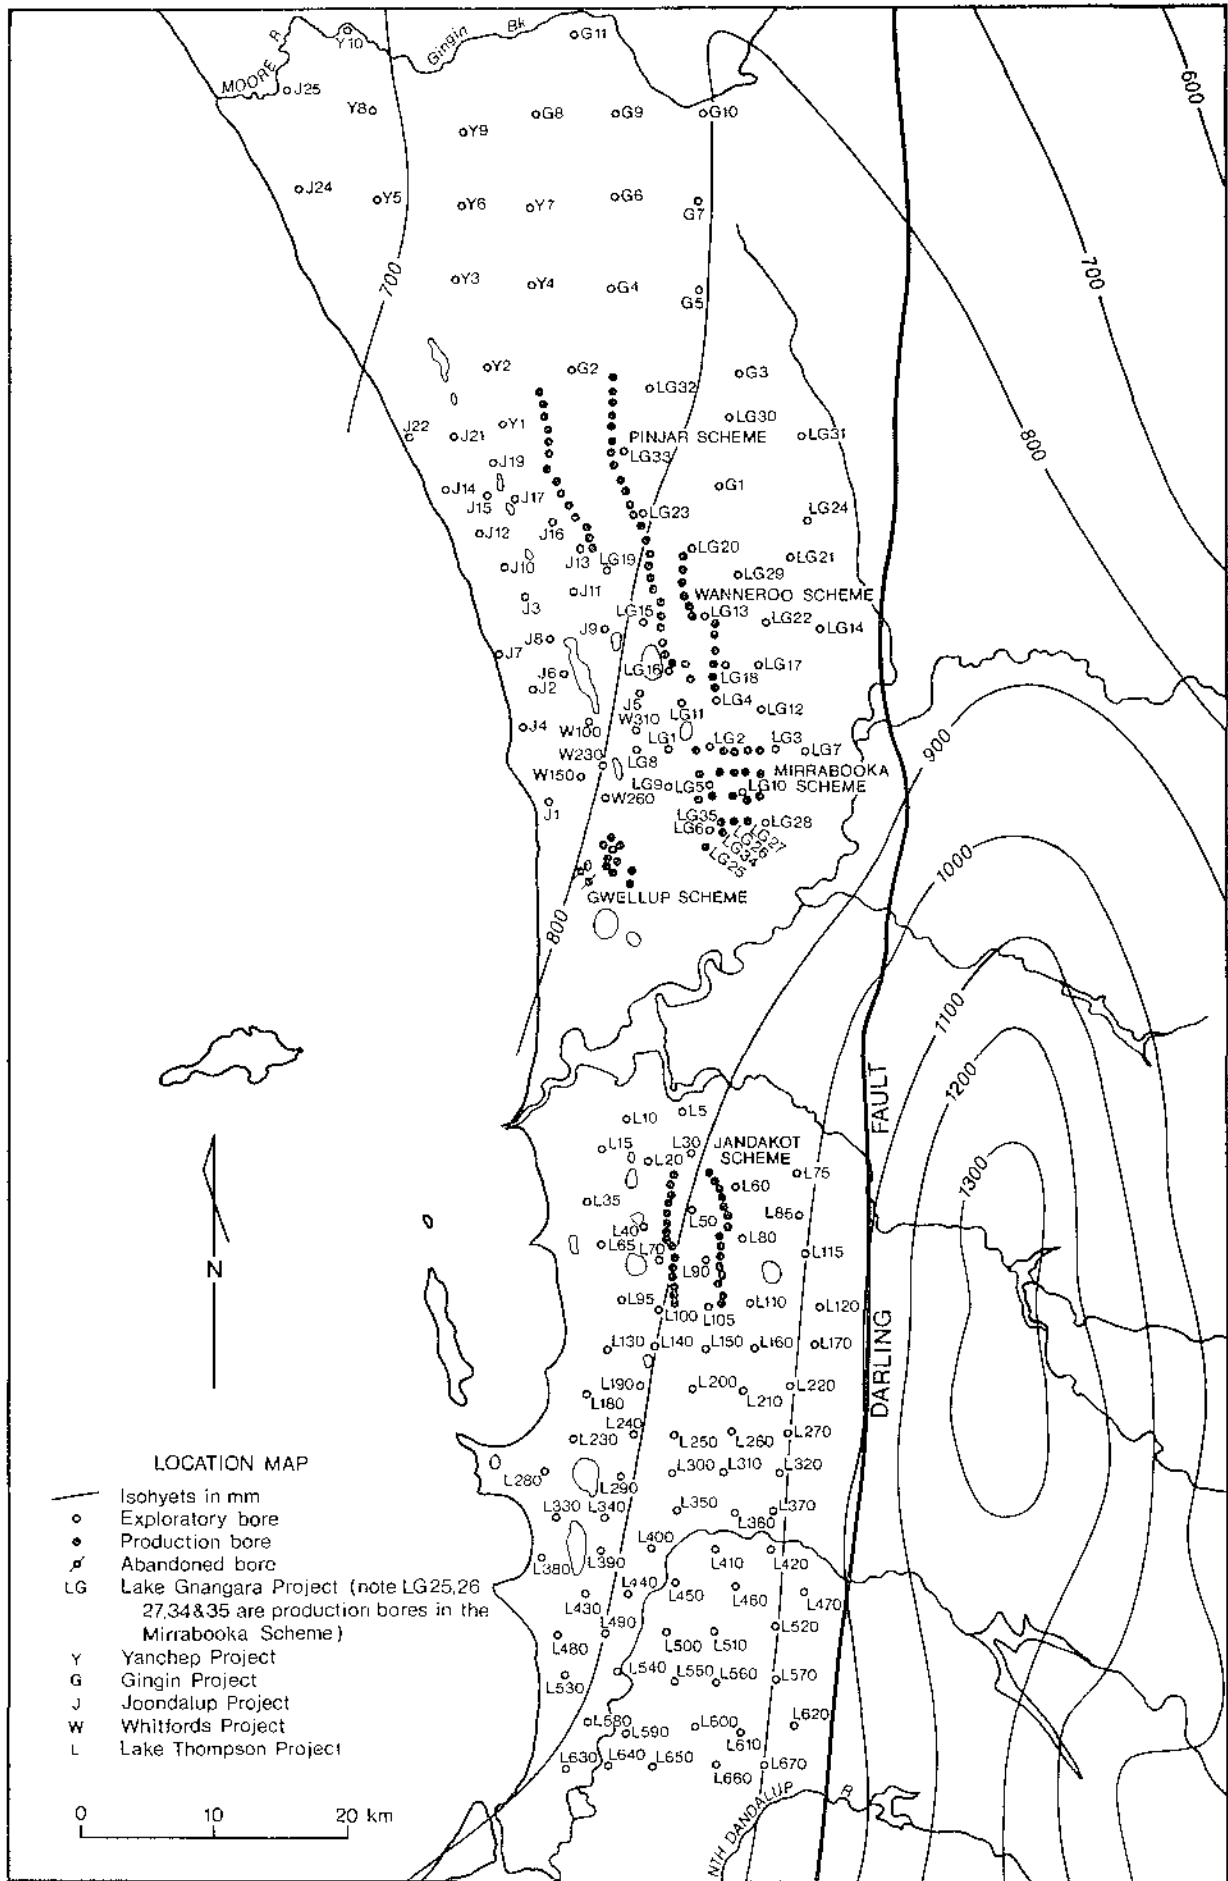 G11
Gingin Bk
Y10
MOORE R
J25
Y8
G8
G9
G10
Y9
600
J24
Y5
Y6
Y7
G6
G7
700
700
Y3
Y4
G4
G5
Y2
G2
G3
LG32
LG30
J22
J21
Y1
PINJAR SCHEME
LG31
800
LG33
J19
J14
J15
J17
G1
LG23
LG24
J12
J16
J13
LG19
LG20
LG21
J10
LG29
J11
WANNEROO SCHEME
J3
LG15
LG13
LG22
LG14
J9
J8
J7
LG16
LG17
J6
LG18
J2
J5
LG4
LG11
LG12
J4
W100
W310
LG1
LG2
LG3
LG7
900
W230
LG8
MIRRABOOKA
SCHEME
W150
LG9
LG5
LG10
W260
J1
LG35
LG28
LG6
LG27
LG26
LG34
LG25
1000
GWELLUP SCHEME
800
1100
1200
FAULT
L10
L5
L15
L30
JANDAKOT
SCHEME
L20
L75
1300
L60
L35
L50
L85
L40
L65
L70
L80
L115
L90
N
L95
L100
L105
L110
L120
L130
L140
L150
L160
L170
DARLING
L190
L200
L220
L180
L210
L240
L230
L250
L260
L270
L280
L290
L300
L310
L320
L330
L340
L350
L360
L370
L400
L380
L390
L410
L420
L440
L450
L460
L470
L430
L490
L480
L500
L510
L520
L540
L530
L550
L560
L570
L580
L590
L600
L610
L620
L630
L640
L650
L660
L670
NTH DANDALUP R
LOCATION MAP
Isohyets in mm
Exploratory bore
Production bore
Abandoned bore
LG Lake Gnangara Project (note LG25,26
27,34&35 are production bores in the
Mirrabooka Scheme)
Y Yanchep Project
G Gingin Project
J Joondalup Project
W Whitfords Project
L Lake Thompson Project
0 10 20 km